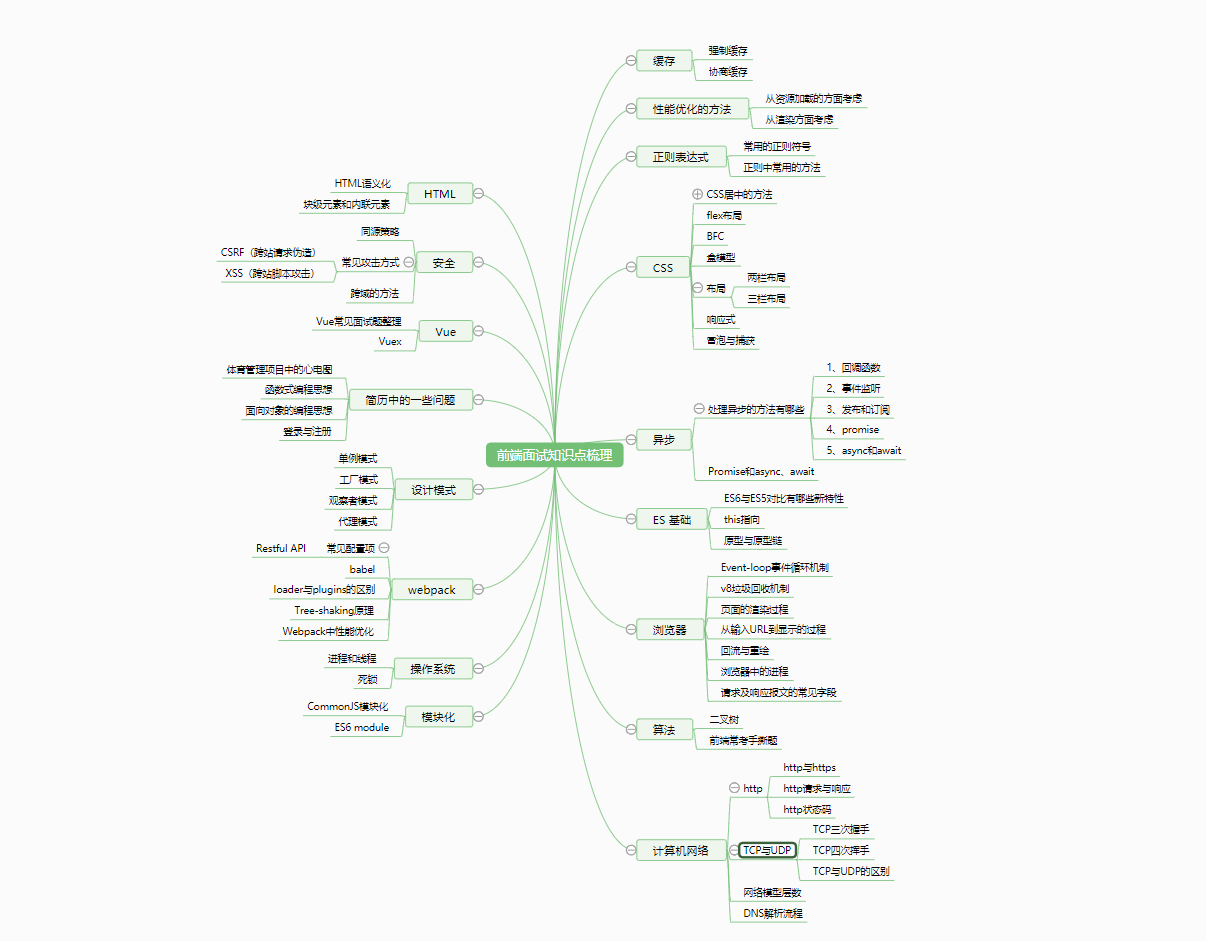 前端面试知识点梳理
缓存
强制缓存
协商缓存
性能优化的方法
从资源加载的方面考虑
从渲染方面考虑
正则表达式
常用的正则符号
正则中常用的方法
CSS
CSS居中的方法
flex布局
BFC
盒模型
布局
两栏布局
三栏布局
响应式
冒泡与捕获
异步
处理异步的方法有哪些
1、回调函数
2、事件监听
3、发布和订阅
4、promise
5、async和await
Promise和async、await
ES 基础
ES6与ES5对比有哪些新特性
this指向
原型与原型链
浏览器
Event-loop事件循环机制
v8垃圾回收机制
页面的渲染过程
从输入URL到显示的过程
回流与重绘
浏览器中的进程
请求及响应报文的常见字段
算法
二叉树
前端常考手撕题
计算机网络
http
http与https
http请求与响应
http状态码
TCP与UDP
TCP三次握手
TCP四次挥手
TCP与UDP的区别
网络模型层数
DNS解析流程
HTML
HTML语义化
块级元素和内联元素
安全
同源策略
常见攻击方式
CSRF（跨站请求伪造）
XSS（跨站脚本攻击）
跨域的方法
Vue
Vue常见面试题整理
Vuex
简历中的一些问题
体育管理项目中的心电图
函数式编程思想
面向对象的编程思想
登录与注册
设计模式
单例模式
工厂模式
观察者模式
代理模式
webpack
常见配置项
Restful API
babel
loader与plugins的区别
Tree-shaking原理
Webpack中性能优化
操作系统
进程和线程
死锁
模块化
CommonJS模块化
ES6 module